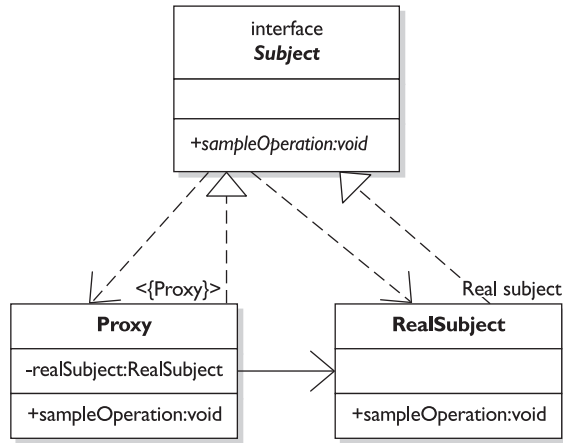 interface
Subject
+sampleOperation:void
<{Proxy}>
Real subject
Proxy
-realSubject:RealSubject
+sampleOperation:void
RealSubject
+sampleOperation:void